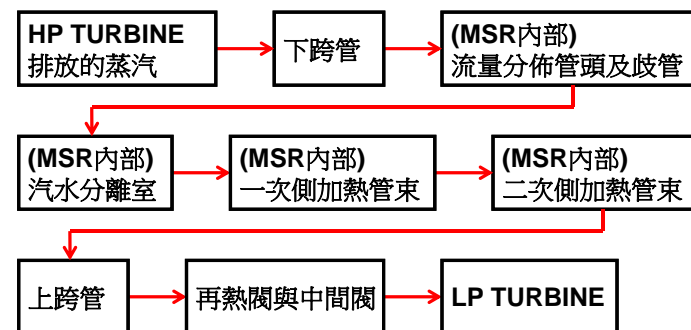 HP TURBINE
排放的蒸汽
下跨管
(MSR內部)
流量分佈管頭及歧管
(MSR內部)
汽水分離室
(MSR內部)
一次側加熱管束
(MSR內部)
二次側加熱管束
上跨管
再熱閥與中間閥
LP TURBINE